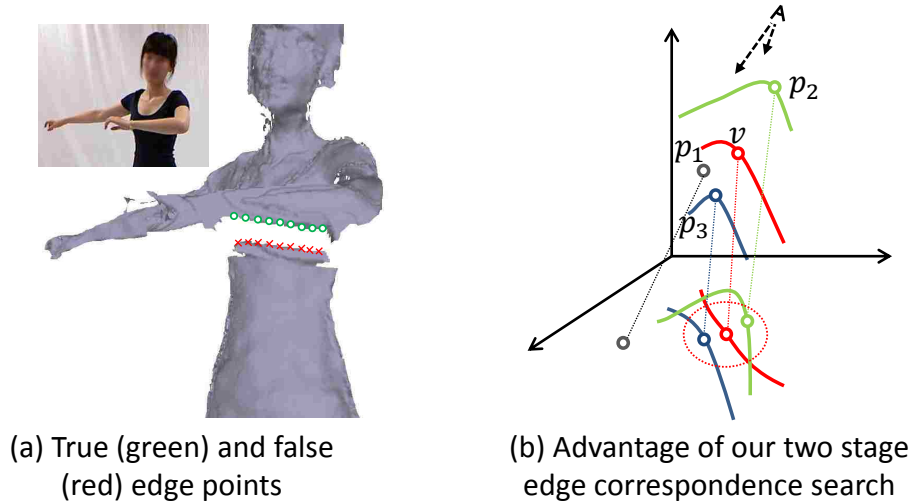 p₂
p₁
v
p₃
(a) True (green) and false
(red) edge points
(b) Advantage of our two stage
edge correspondence search